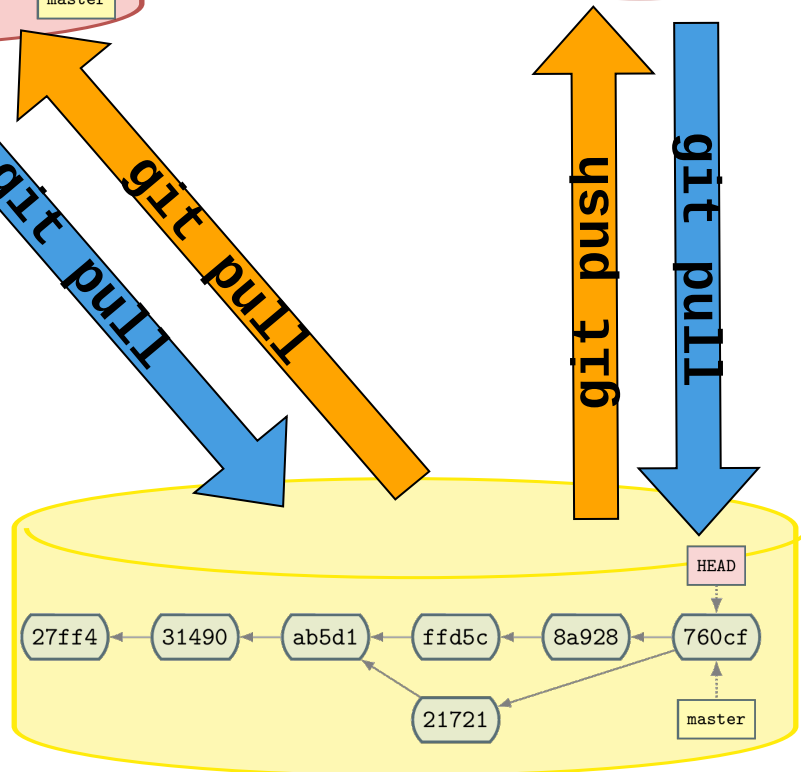 master
git pull
git pull
git push
git pull
HEAD
27ff4
31490
ab5d1
ffd5c
8a928
760cf
21721
master